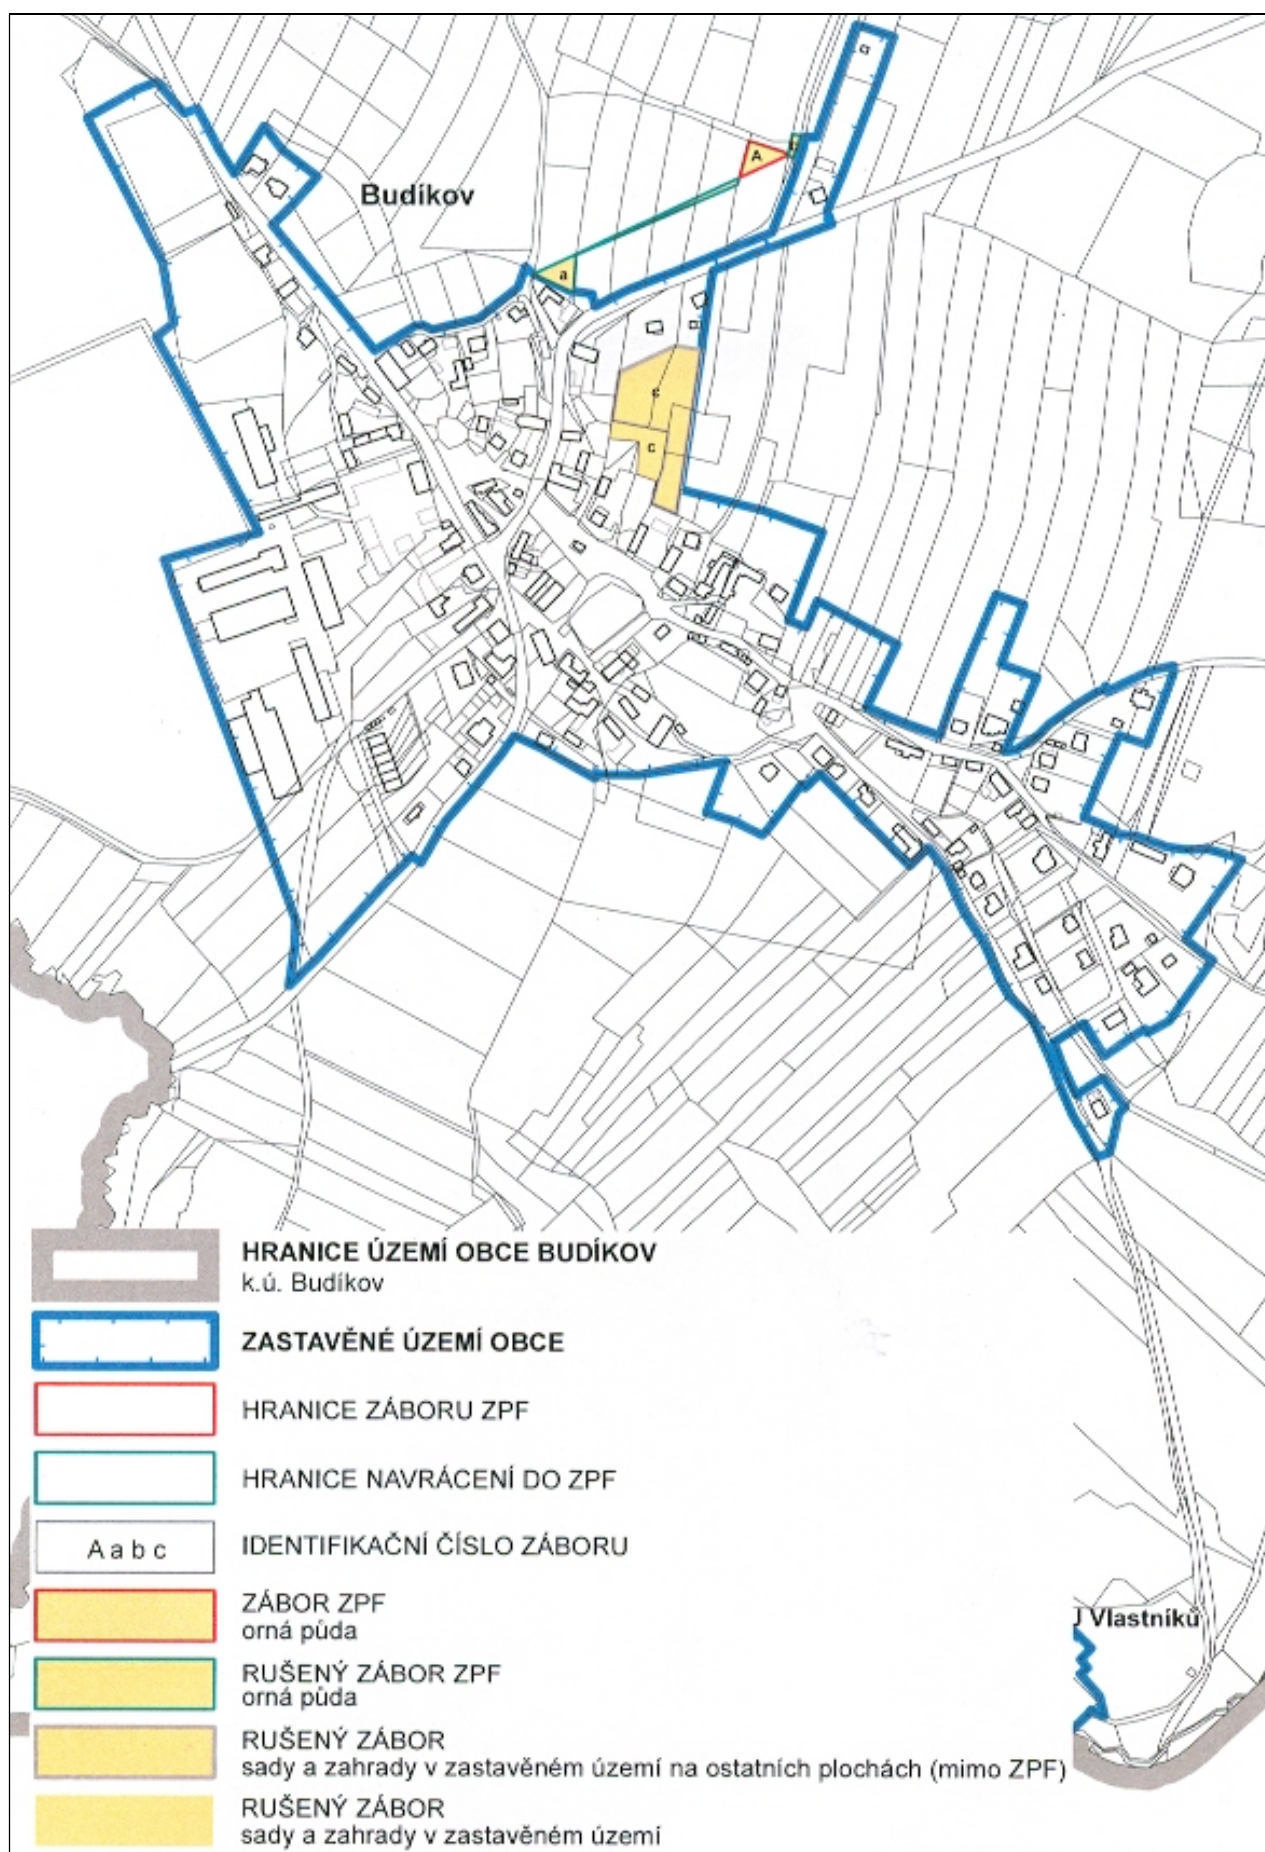 a
A
Budíkov
a
c
c
HRANICE ÚZEMÍ OBCE BUDÍKOV
k.ú. Budíkov
ZASTAVĚNÉ ÚZEMÍ OBCE
HRANICE ZÁBORU ZPF
HRANICE NAVRÁCENÍ DO ZPF
A a b c
IDENTIFIKAČNÍ ČÍSLO ZÁBORU
ZÁBOR ZPF
orná půda
U Vlastníků
RUŠENÝ ZÁBOR ZPF
orná půda
RUŠENÝ ZÁBOR
sady a zahrady v zastavěném území na ostatních plochách (mimo ZPF)
RUŠENÝ ZÁBOR
sady a zahrady v zastavěném území